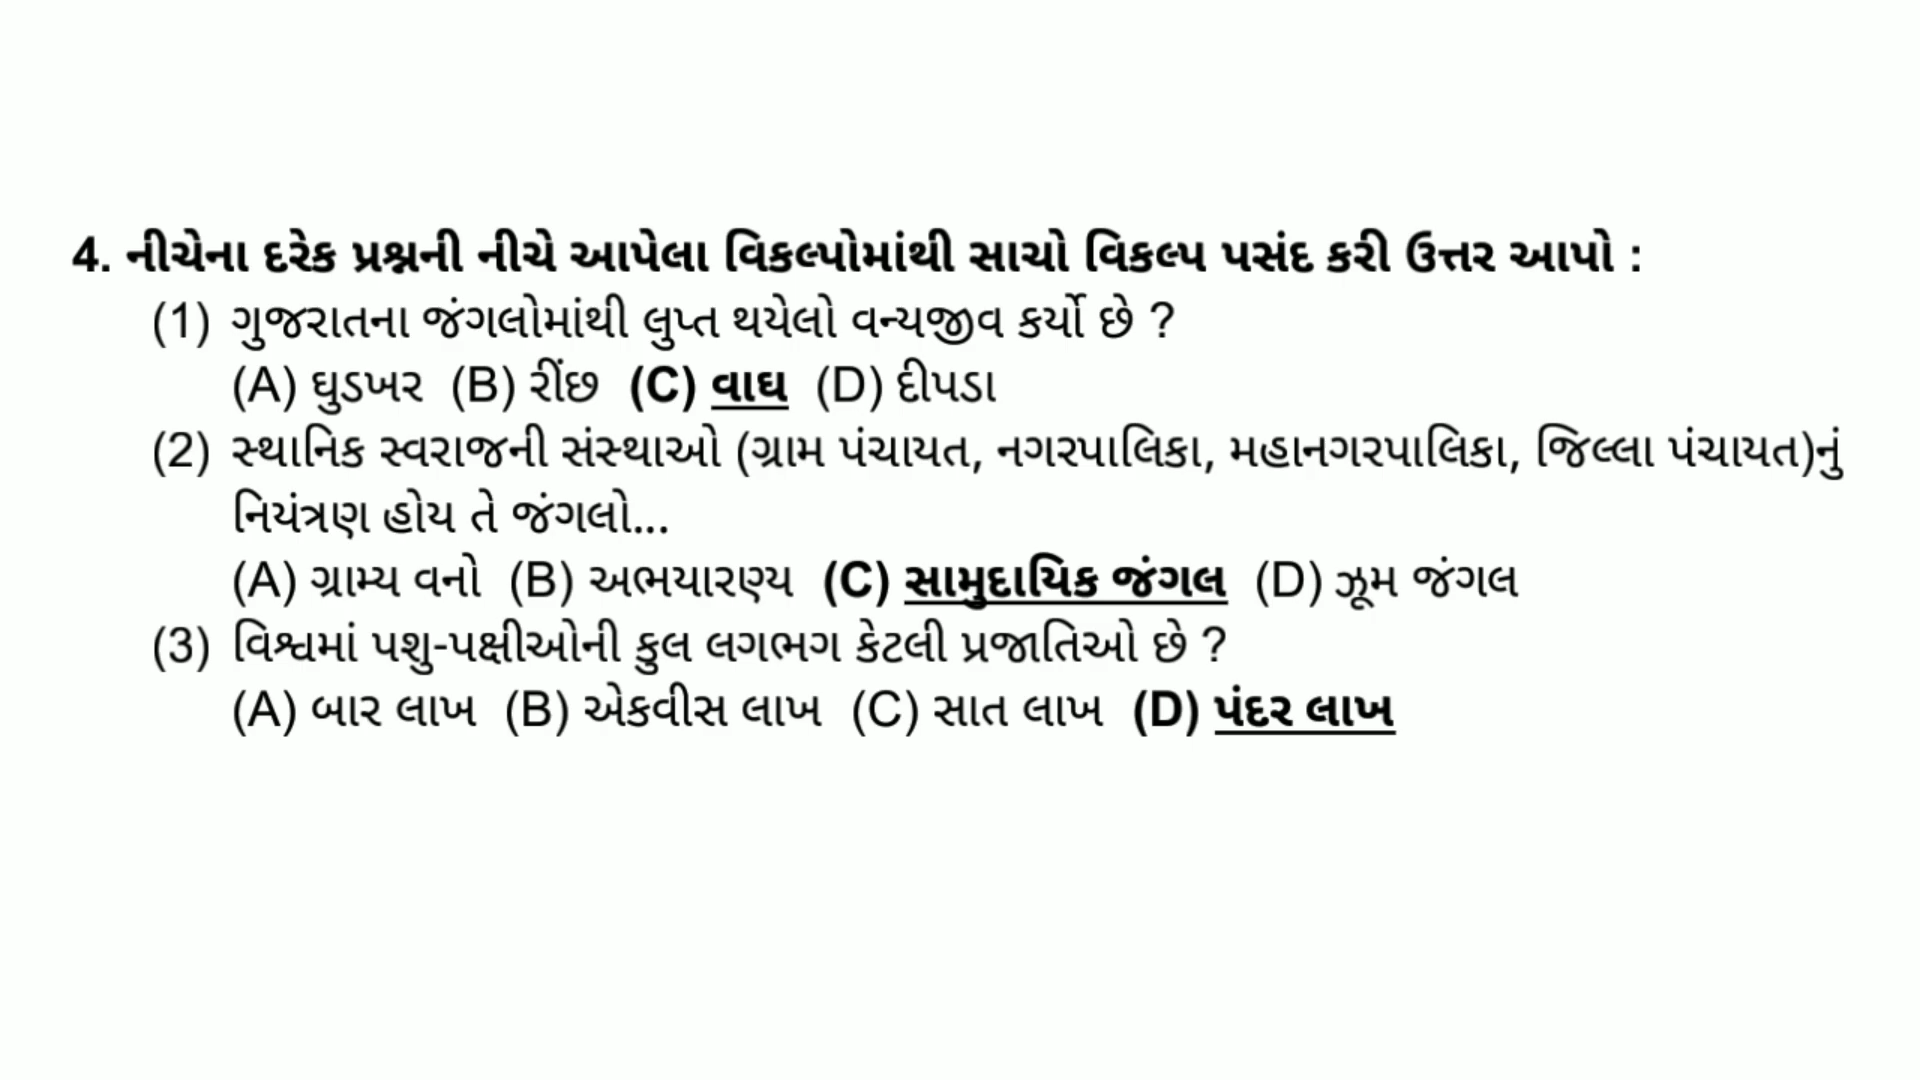 4. નીચેના દરેક પ્રશ્નની નીચે આપેલા વિકલ્પોમાંથી સાચો વિકલ્પ પસંદ કરી ઉત્તર આપો :
(1) ગુજરાતના જંગલોમાંથી લુપ્ત થયેલો વન્યજીવ કર્યો છે ?
(A) ઘુડખર (B) રીંછ (C) વાઘ (D) દીપડા
(2) સ્થાનિક સ્વરાજની સંસ્થાઓ (ગ્રામ પંચાયત, નગરપાલિકા, મહાનગરપાલિકા, જિલ્લા પંચાયત)નું
નિયંત્રણ હોય તે જંગલો...
(A) ગ્રામ્ય વનો (B) અભયારણ્ય (C) સામુદાયિક જંગલ (D) ઝૂમ જંગલ
(3) વિશ્વમાં પશુ-પક્ષીઓની કુલ લગભગ કેટલી પ્રજાતિઓ છે ?
(A) બાર લાખ (B) એકવીસ લાખ (C) સાત લાખ (D) પંદર લાખ